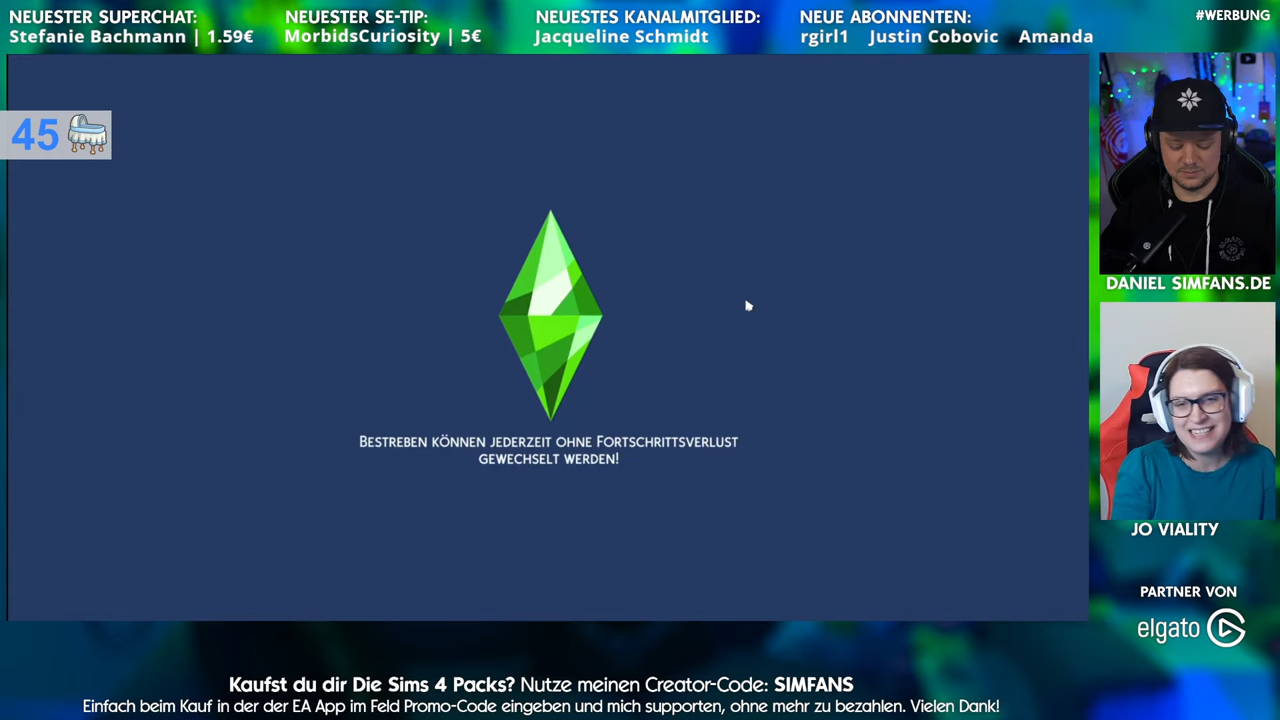 NEUESTER SUPERCHAT:
Stefanie Bachmann | 1.59€
NEUESTER SE-TIP:
MorbidsCuriosity | 5€
NEUESTES KANALMITGLIED:
Jacqueline Schmidt
NEUE ABONNENTEN:
rgirl1 Justin Cobovic Amanda
#WERBUNG
45
BESTREBEN KÖNNEN JEDERZEIT OHNE FORTSCHRITTSVERLUST
GEWECHSELT WERDEN!
DANIEL SIMFANS.DE
JO VIALITY
PARTNER VON
elgato
Kaufst du dir Die Sims 4 Packs? Nutze meinen Creator-Code: SIMFANS
Einfach beim Kauf in der der EA App im Feld Promo-Code eingeben und mich supporten, ohne mehr zu bezahlen. Vielen Dank!